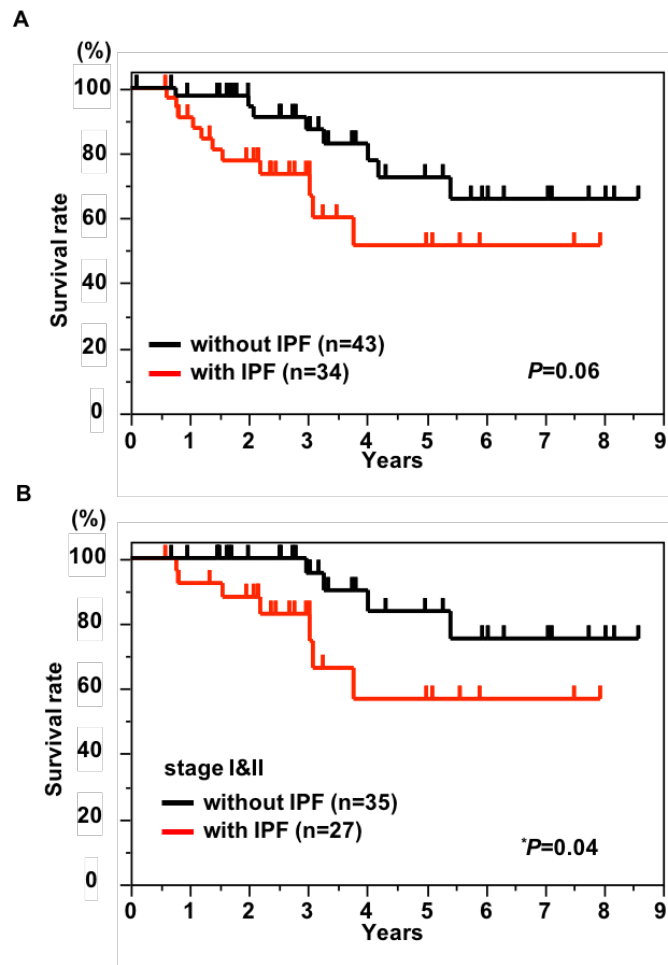 A
(%)
100
80
60
40
20
0
Survival rate
without IPF (n=43)
with IPF (n=34)
P=0.06
0 1 2 3 4 5 6 7 8 9
Years
B
(%)
100
80
60
40
20
0
Survival rate
stage I&II
without IPF (n=35)
with IPF (n=27)
*P=0.04
0 1 2 3 4 5 6 7 8 9
Years